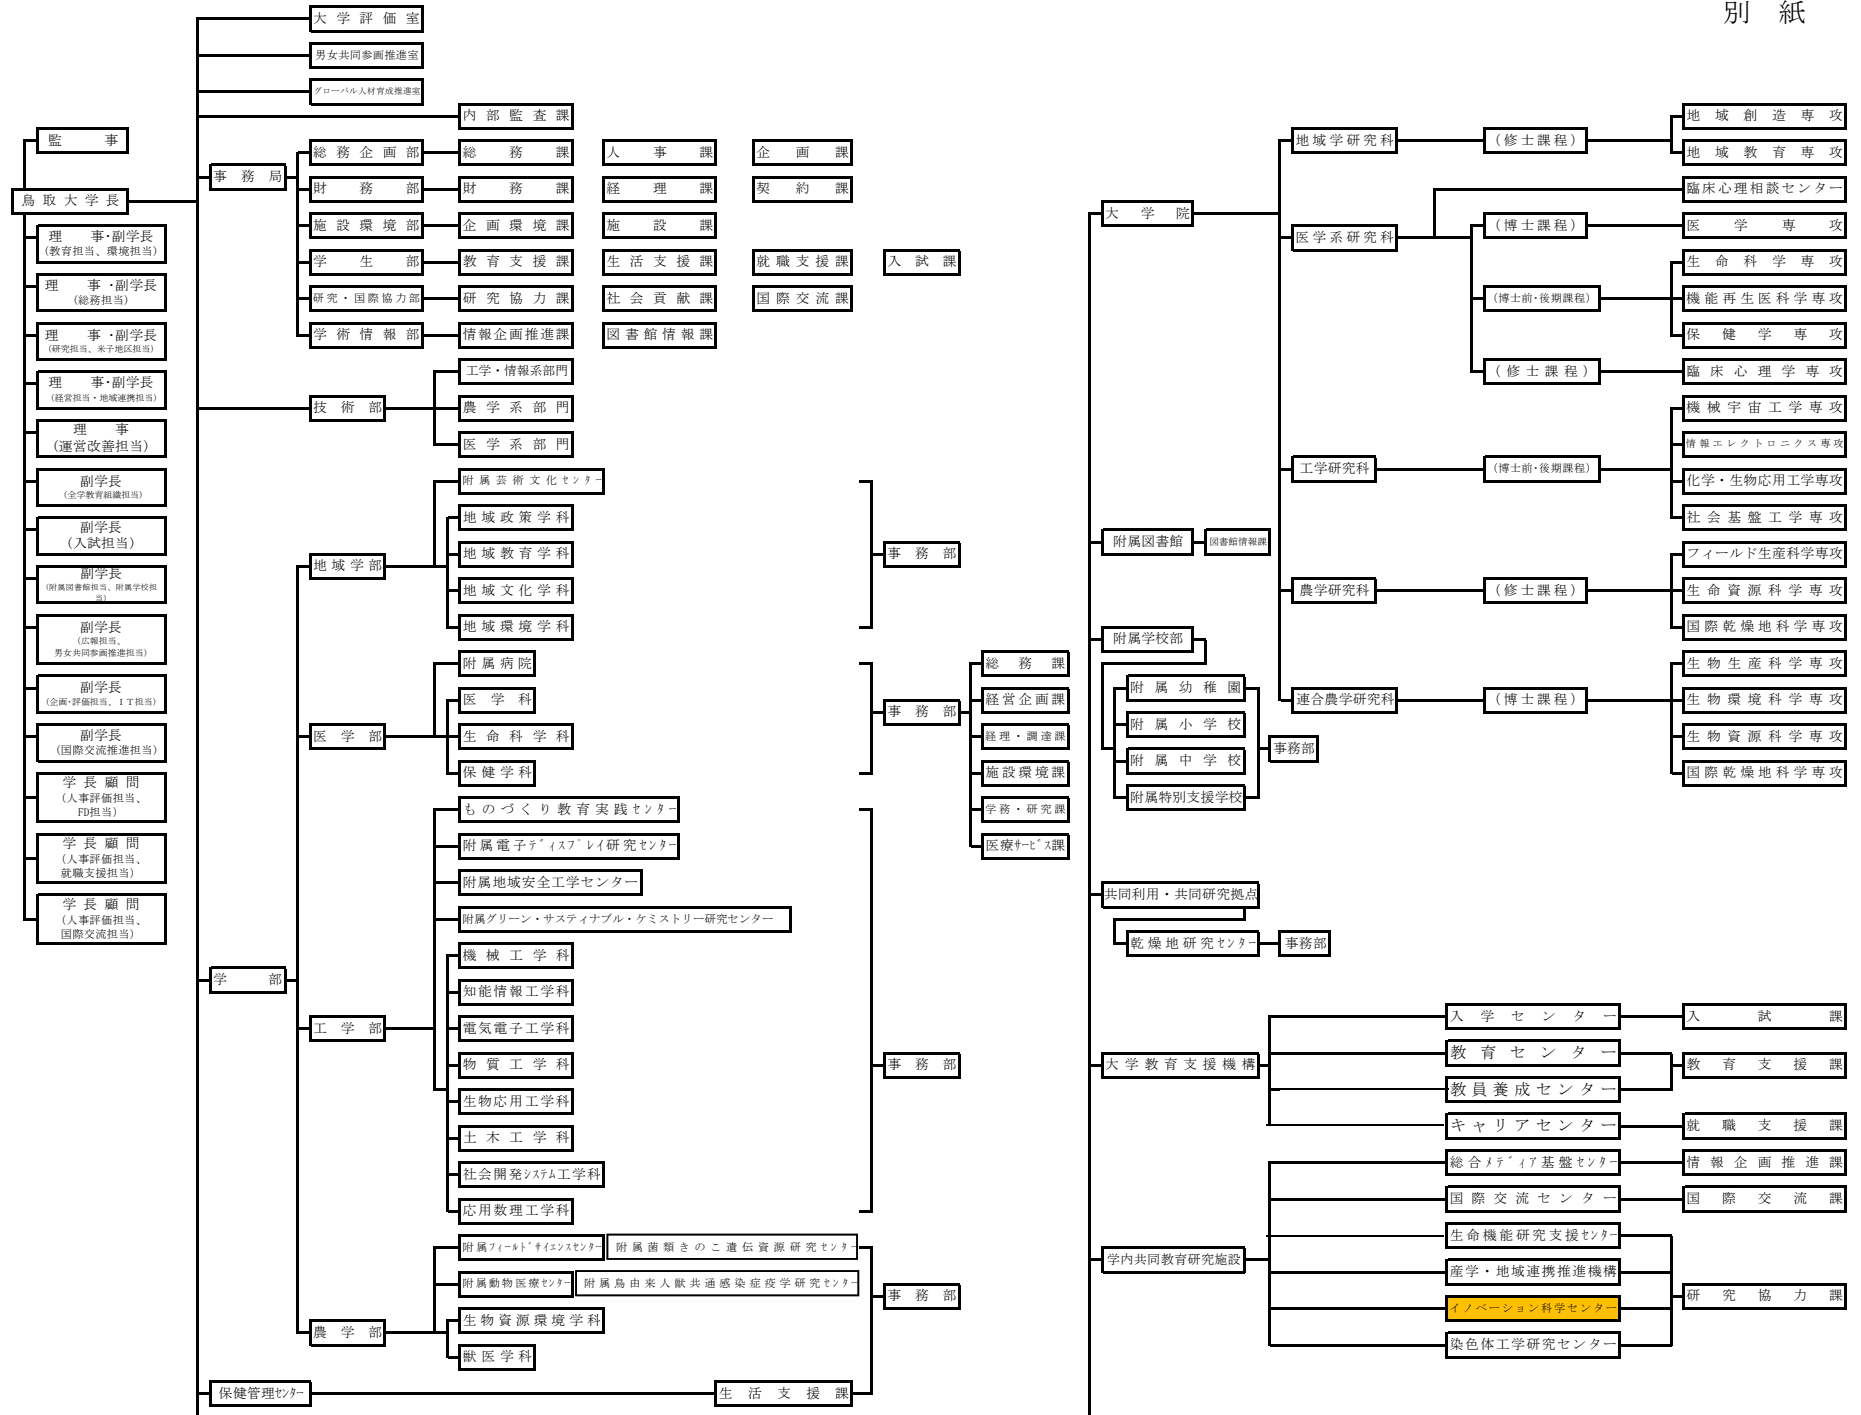 別紙
大学評価室
男女共同参画推進室
グローバル人材育成推進室
内部監査課
監事
鳥取大学長
理事・副学長
(教育担当、環境担当)
理事・副学長
(総務担当)
理事・副学長
(研究担当、米子地区担当)
理事・副学長
(経営担当・地域連携担当)
理事
(運営改善担当)
副学長
(全学教育組織担当)
副学長
(入試担当)
副学長
(附属図書館担当、附属学校担
当)
副学長
(広報担当、
男女共同参画推進担当)
副学長
(企画・評価担当、ＩＴ担当)
副学長
(国際交流推進担当)
学長顧問
(人事評価担当、
FD担当)
学長顧問
(人事評価担当、
就職支援担当)
学長顧問
(人事評価担当、
国際交流担当)
事務局
総務企画部 総務課 人事課 企画課
財務部 財務課 経理課 契約課
施設環境部 企画環境課 施設課
学生部 教育支援課 生活支援課 就職支援課 入試課
研究・国際協力部 研究協力課 社会貢献課 国際交流課
学術情報部 情報企画推進課 図書館情報課
技術部
工学・情報系部門
農学系部門
医学系部門
学部
地域学部
附属芸術文化センター
地域政策学科
地域教育学科
地域文化学科
地域環境学科
事務部
医学部
附属病院
医学科
生命科学科
保健学科
事務部
総務課
経営企画課
経理・調達課
施設環境課
学務・研究課
医療ｻｰﾋﾞｽ課
工学部
ものづくり教育実践センター
附属電子ﾃﾞｨｽﾌﾟﾚｲ研究センター
附属地域安全工学センター
附属グリーン・サスティナブル・ケミストリー研究センター
機械工学科
知能情報工学科
電気電子工学科
物質工学科
生物応用工学科
土木工学科
社会開発ｼｽﾃﾑ工学科
応用数理工学科
事務部
農学部
附属ﾌｨｰﾙﾄﾞｻｲｴﾝｽｾﾝﾀｰ 附属菌類きのこ遺伝資源研究センター
附属動物医療センター 附属鳥由来人獣共通感染症疫学研究センター
生物資源環境学科
獣医学科
事務部
保健管理ｾﾝﾀｰ 生活支援課
大学院
地域学研究科 (修士課程)
地域創造専攻
地域教育専攻
医学系研究科
臨床心理相談センター
(博士課程) 医学専攻
(博士前・後期課程)
生命科学専攻
機能再生医科学専攻
保健学専攻
(修士課程) 臨床心理学専攻
工学研究科 (博士前・後期課程)
機械宇宙工学専攻
情報エレクトロニクス専攻
化学・生物応用工学専攻
社会基盤工学専攻
農学研究科 (修士課程)
フィールド生産科学専攻
生命資源科学専攻
国際乾燥地科学専攻
連合農学研究科 (博士課程)
生物生産科学専攻
生物環境科学専攻
生物資源科学専攻
国際乾燥地科学専攻
附属図書館 図書館情報課
附属学校部
附属幼稚園
附属小学校
附属中学校
附属特別支援学校
事務部
共同利用・共同研究拠点
乾燥地研究センター 事務部
大学教育支援機構
入学センター 入試課
教育センター
教員養成センター
教育支援課
キャリアセンター 就職支援課
学内共同教育研究施設
総合ﾒﾃﾞｨｱ基盤センター 情報企画推進課
国際交流センター 国際交流課
生命機能研究支援センター
産学・地域連携推進機構
イノベーション科学センター
染色体工学研究センター
研究協力課